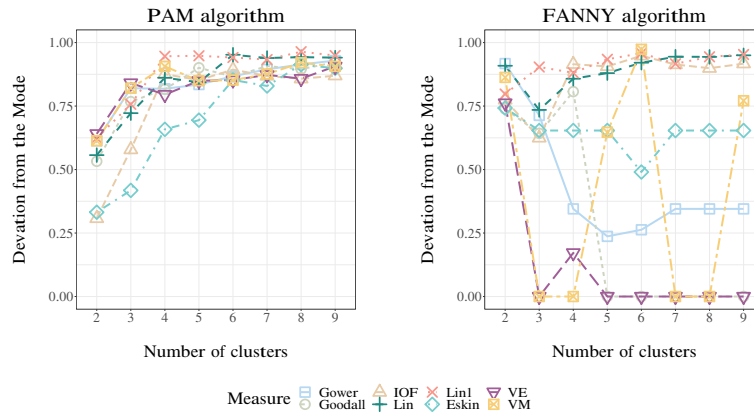 PAM algorithm
FANNY algorithm
Devation from the Mode
1.00
0.75
0.50
0.25
0.00
2 3 4 5 6 7 8 9
Number of clusters
Devation from the Mode
1.00
0.75
0.50
0.25
0.00
2 3 4 5 6 7 8 9
Number of clusters
Measure
Gower IOF Lin1 VE
Goodall Lin Eskin VM